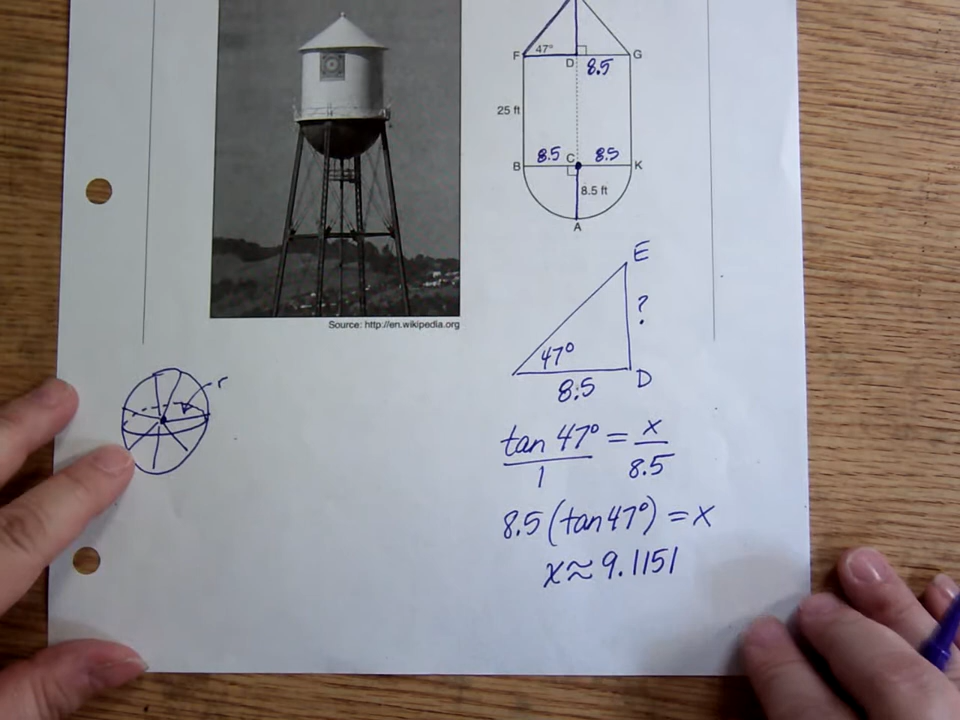 F 47° G
D 8.5
25 ft
B 8.5 C 8.5 K
8.5 ft
A
Source: http://en.wikipedia.org
E
?
47°
8.5 D
r
tan 47° / 1 = x / 8.5
8.5 (tan 47°) = x
x ≈ 9.1151